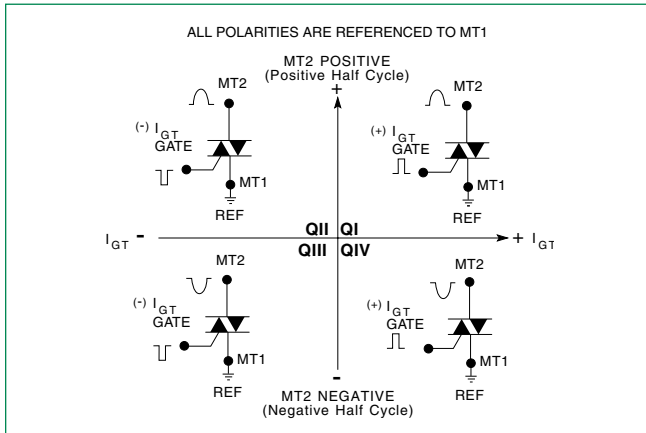 ALL POLARITIES ARE REFERENCED TO MT1
MT2 POSITIVE
(Positive Half Cycle)
+
MT2
(-) IGT
GATE
MT1
REF
MT2
(+) IGT
GATE
MT1
REF
IGT -
QII QI
QIII QIV
+ IGT
MT2
(-) IGT
GATE
MT1
REF
MT2
(+) IGT
GATE
MT1
REF
-
MT2 NEGATIVE
(Negative Half Cycle)